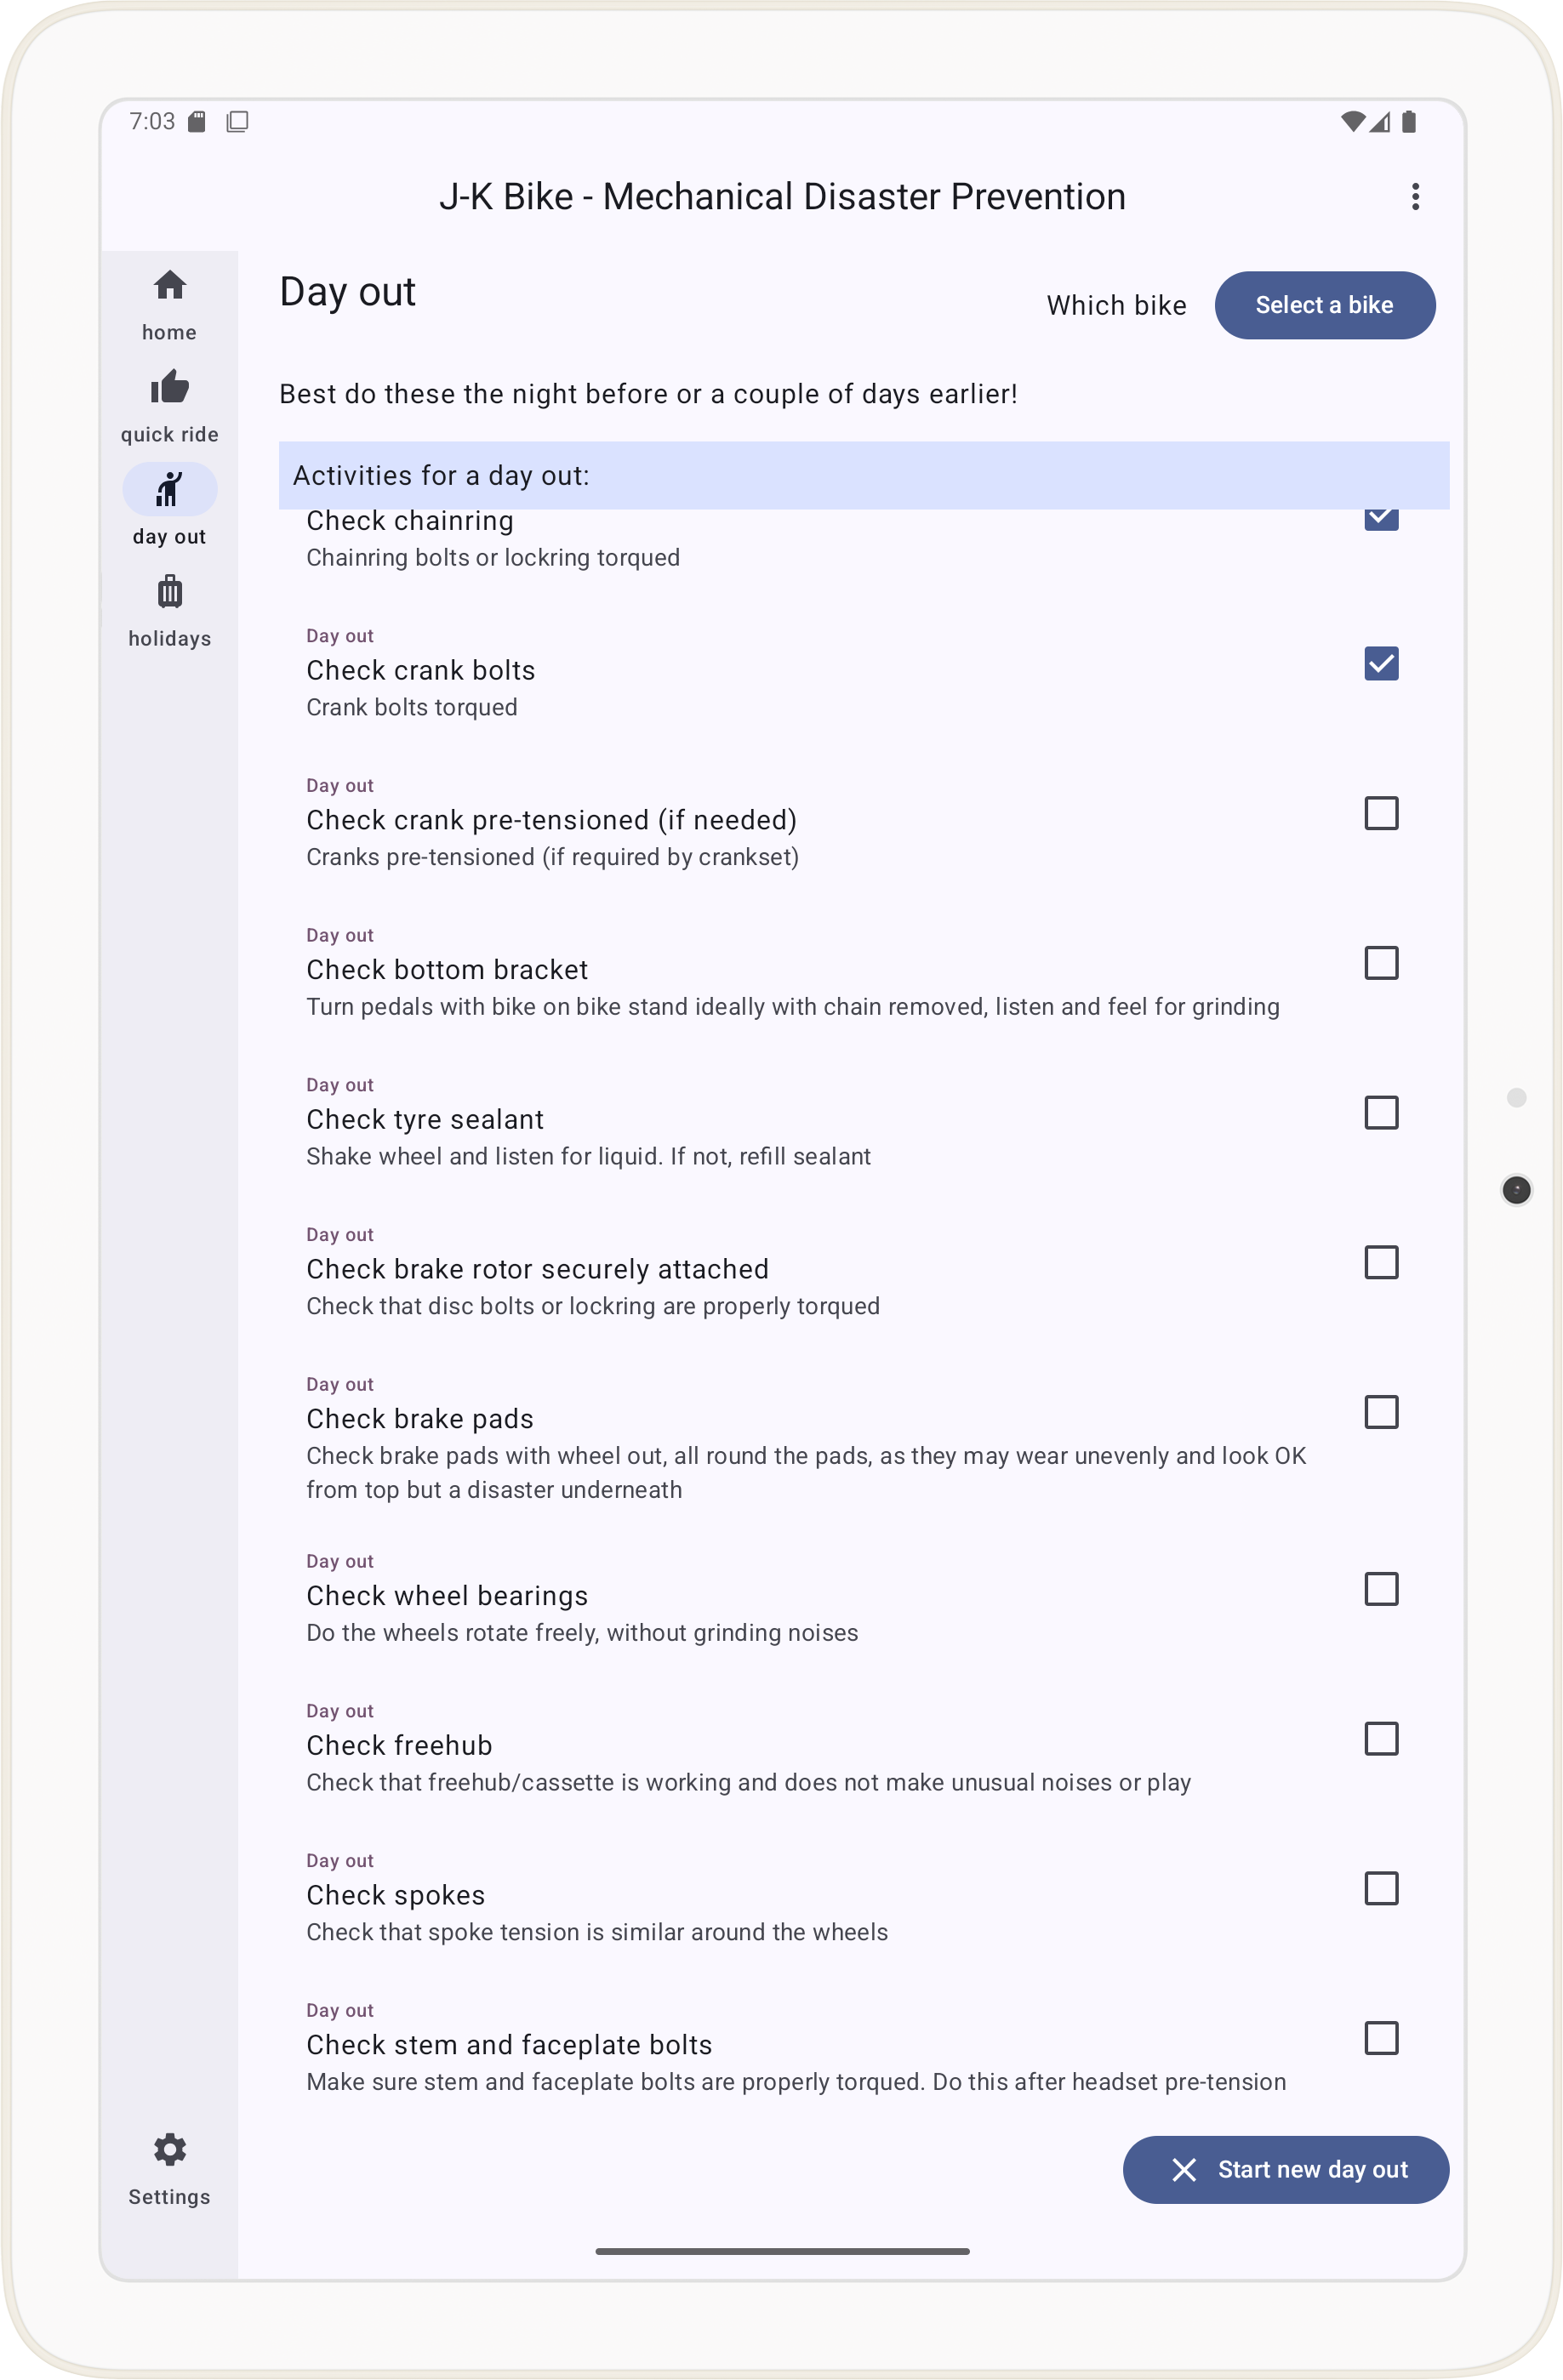 7:03
J-K Bike - Mechanical Disaster Prevention
home
quick ride
day out
holidays
Settings
Day out
Which bike
Select a bike
Best do these the night before or a couple of days earlier!
Activities for a day out:
Check chainring
Chainring bolts or lockring torqued
Day out
Check crank bolts
Crank bolts torqued
Day out
Check crank pre-tensioned (if needed)
Cranks pre-tensioned (if required by crankset)
Day out
Check bottom bracket
Turn pedals with bike on bike stand ideally with chain removed, listen and feel for grinding
Day out
Check tyre sealant
Shake wheel and listen for liquid. If not, refill sealant
Day out
Check brake rotor securely attached
Check that disc bolts or lockring are properly torqued
Day out
Check brake pads
Check brake pads with wheel out, all round the pads, as they may wear unevenly and look OK
from top but a disaster underneath
Day out
Check wheel bearings
Do the wheels rotate freely, without grinding noises
Day out
Check freehub
Check that freehub/cassette is working and does not make unusual noises or play
Day out
Check spokes
Check that spoke tension is similar around the wheels
Day out
Check stem and faceplate bolts
Make sure stem and faceplate bolts are properly torqued. Do this after headset pre-tension
Start new day out